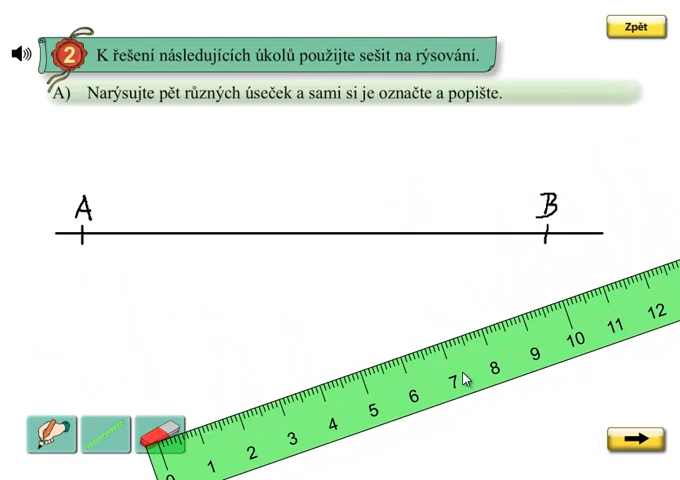 Zpět
2 K řešení následujících úkolů použijte sešit na rýsování.
A) Narýsujte pět různých úseček a sami si je označte a popište.
A B
0 1 2 3 4 5 6 7 8 9 10 11 12